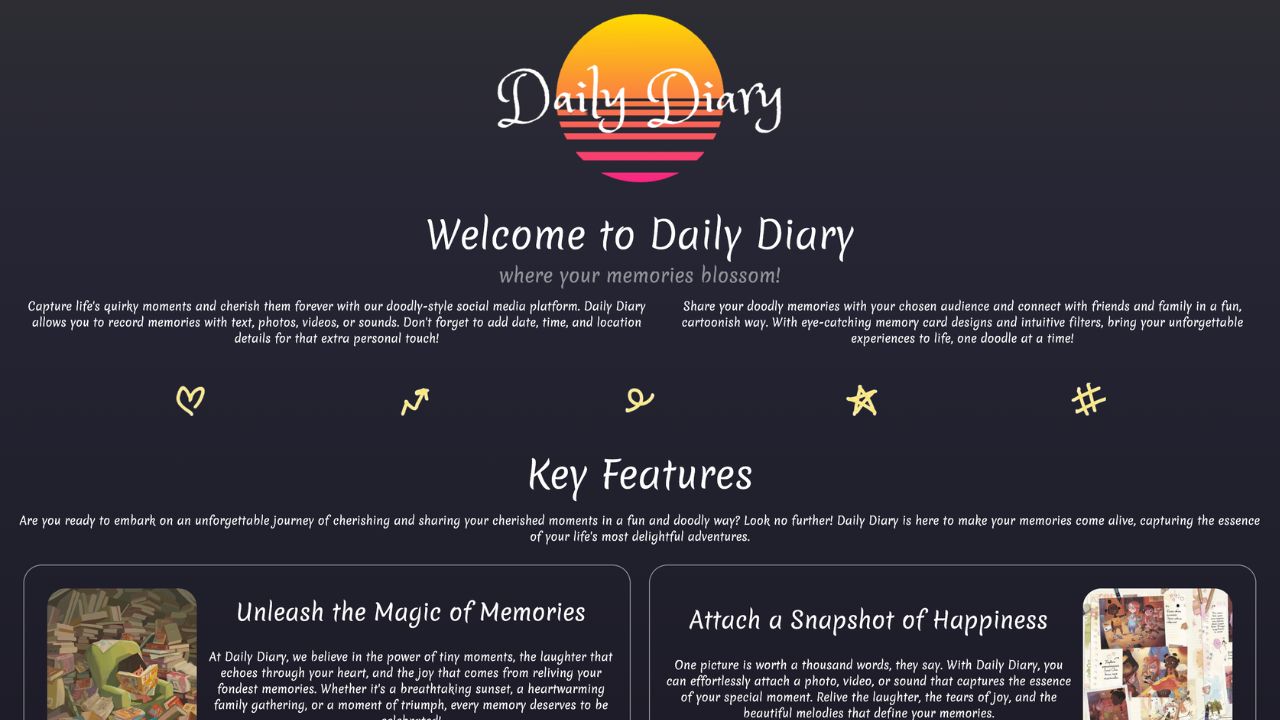 Daily Diary
Welcome to Daily Diary
where your memories blossom!
Capture life's quirky moments and cherish them forever with our doodly-style social media platform. Daily Diary
allows you to record memories with text, photos, videos, or sounds. Don't forget to add date, time, and location
details for that extra personal touch!
Share your doodly memories with your chosen audience and connect with friends and family in a fun,
cartoonish way. With eye-catching memory card designs and intuitive filters, bring your unforgettable
experiences to life, one doodle at a time!
Key Features
Are you ready to embark on an unforgettable journey of cherishing and sharing your cherished moments in a fun and doodly way? Look no further! Daily Diary is here to make your memories come alive, capturing the essence
of your life's most delightful adventures.
Unleash the Magic of Memories
At Daily Diary, we believe in the power of tiny moments, the laughter that
echoes through your heart, and the joy that comes from reliving your
fondest memories. Whether it's a breathtaking sunset, a heartwarming
family gathering, or a moment of triumph, every memory deserves to be
celebrated!
Attach a Snapshot of Happiness
One picture is worth a thousand words, they say. With Daily Diary, you
can effortlessly attach a photo, video, or sound that captures the essence
of your special moment. Relive the laughter, the tears of joy, and the
beautiful melodies that define your memories.